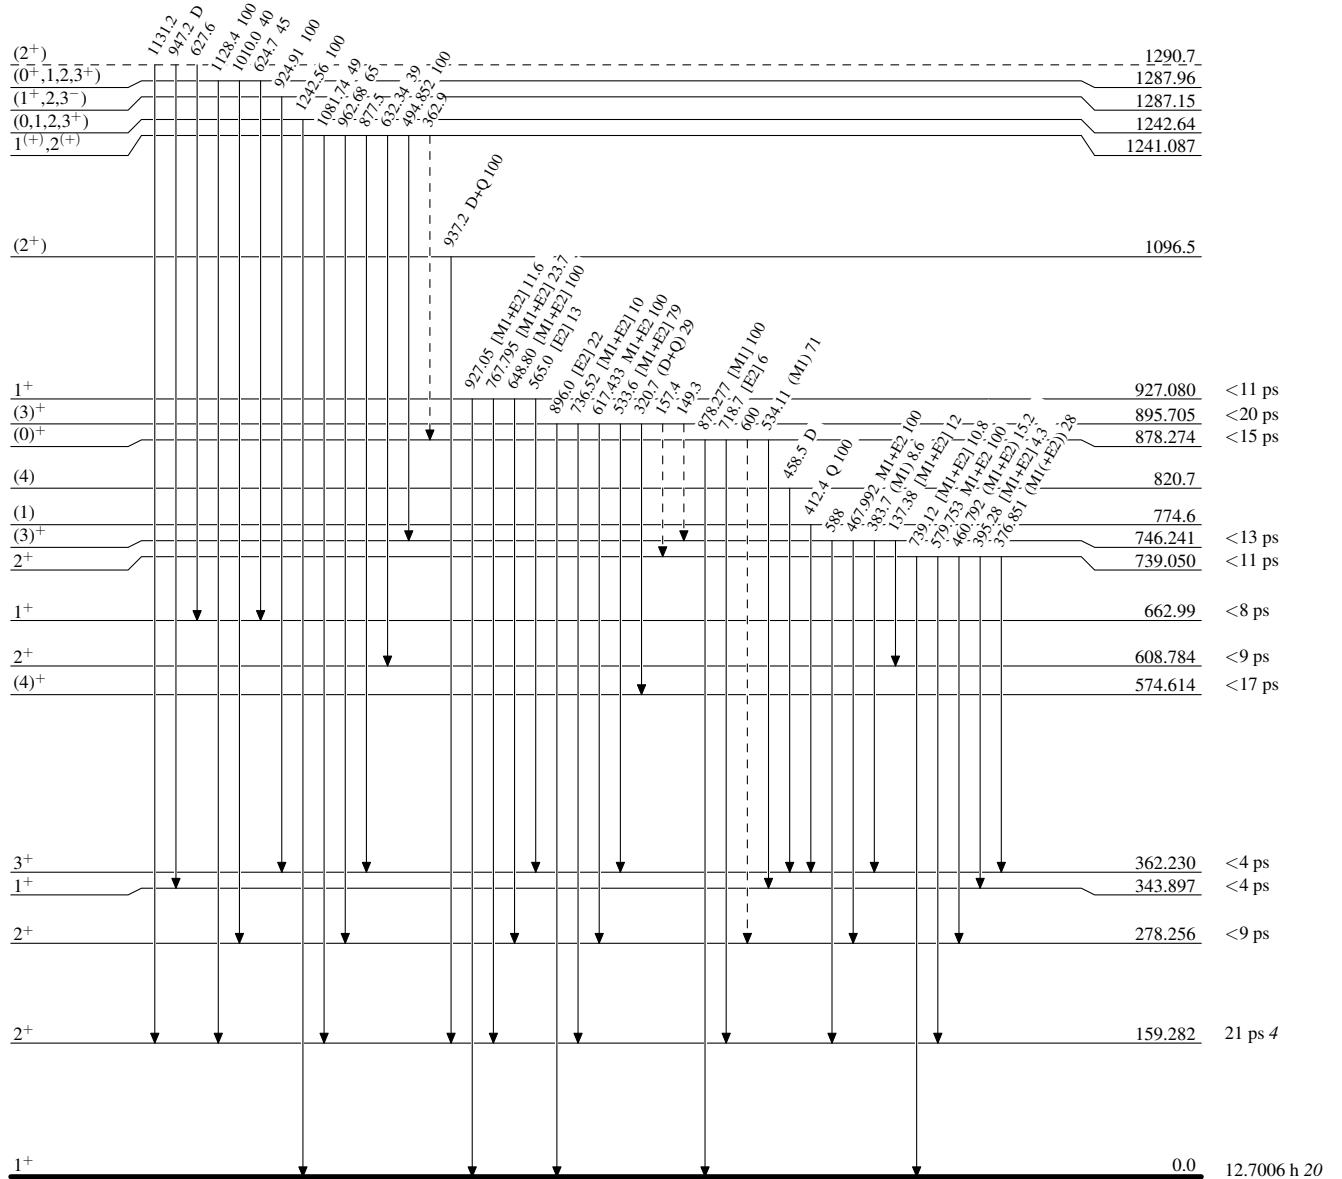 1131.2
947.2 D
627.6
1128.4 100
1010.0 40
624.7 45
924.91 100
1242.56 100
1081.74 49
962.68 65
877.5
632.34 39
494.852 100
362.9
(2+) 1290.7
(0+,1,2,3+) 1287.96
(1+,2,3−) 1287.15
(0,1,2,3+) 1242.64
1(+),2(+) 1241.087
937.2 D+Q 100
(2+) 1096.5
927.05 [M1+E2] 11.6
767.795 [M1+E2] 23.7
648.80 [M1+E2] 100
565.0 [E2] 13
896.0 [E2] 22
736.52 [M1+E2] 10
617.433 M1+E2 100
533.6 [M1+E2] 79
320.7 (D+Q) 29
157.4
149.3
878.277 [M1] 100
718.7 [E2] 6
600
534.11 (M1) 71
1+ 927.080 <11 ps
(3)+ 895.705 <20 ps
(0)+ 878.274 <15 ps
458.5 D
412.4 Q 100
588
467.992 M1+E2 100
383.7 (M1) 8.6
137.38 [M1+E2] 12
739.12 [M1+E2] 10.8
579.753 M1+E2 100
460.792 (M1+E2) 15.2
395.28 [M1+E2] 4.3
376.851 (M1(+E2)) 28
(4) 820.7
(1) 774.6
(3)+ 746.241 <13 ps
2+ 739.050 <11 ps
1+ 662.99 <8 ps
2+ 608.784 <9 ps
(4)+ 574.614 <17 ps
3+ 362.230 <4 ps
1+ 343.897 <4 ps
2+ 278.256 <9 ps
2+ 159.282 21 ps 4
1+ 0.0 12.7006 h 20